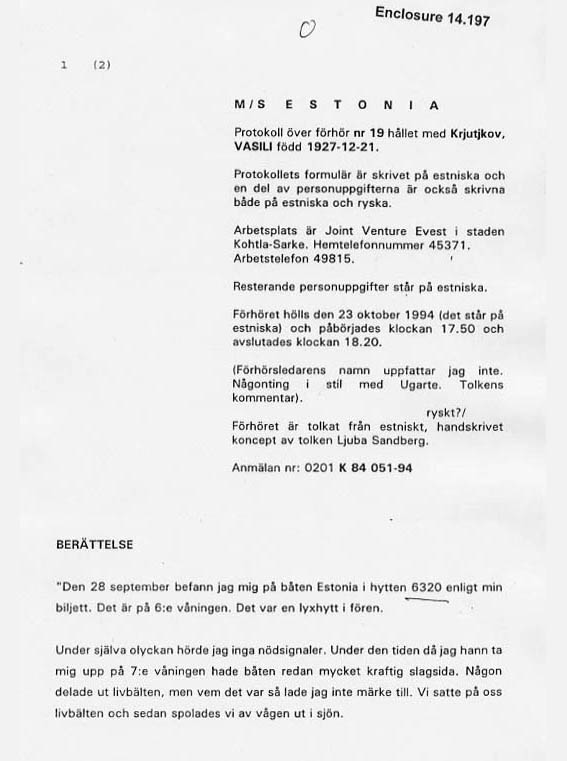 Enclosure 14.197
O
1 (2)
M/S E S T O N I A
Protokoll över förhör nr 19 hållet med Krjutjkov,
VASILI född 1927-12-21.
Protokollets formulär är skrivet på estniska och
en del av personuppgifterna är också skrivna
både på estniska och ryska.
Arbetsplats är Joint Venture Evest i staden
Kohtla-Sarke. Hemtelefonnummer 45371.
Arbetstelefon 49815.
Resterande personuppgifter står på estniska.
Förhöret hölls den 23 oktober 1994 (det står på
estniska) och påbörjades klockan 17.50 och
avslutades klockan 18.20.
(Förhörsledarens namn uppfattar jag inte.
Någonting i stil med Ugarte. Tolkens
kommentar).
ryskt?/
Förhöret är tolkat från estniskt, handskrivet
koncept av tolken Ljuba Sandberg.
Anmälan nr: 0201 K 84 051-94
BERÄTTELSE
"Den 28 september befann jag mig på båten Estonia i hytten 6320 enligt min
biljett. Det är på 6:e våningen. Det var en lyxhytt i fören.
Under själva olyckan hörde jag inga nödsignaler. Under den tiden då jag hann ta
mig upp på 7:e våningen hade båten redan mycket kraftig slagsida. Någon
delade ut livbälten, men vem det var så lade jag inte märke till. Vi satte på oss
livbälten och sedan spolades vi av vågen ut i sjön.